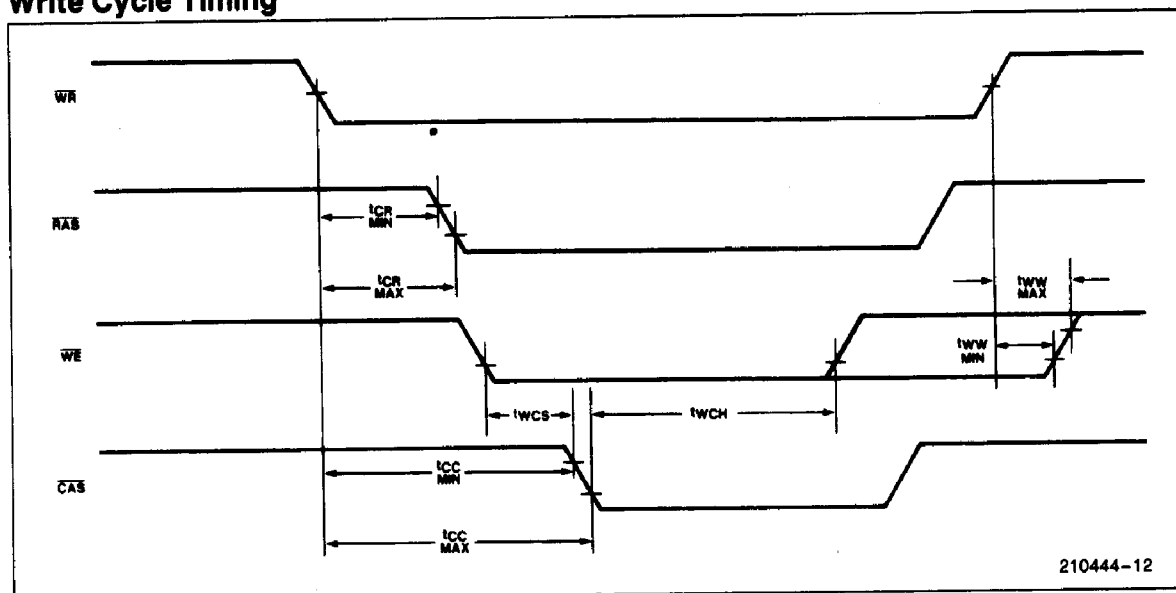 Write Cycle Timing
WR
RAS
tCR
MIN
tCR
MAX
tWW
MAX
WE
tWW
MIN
tWCS
tWCH
CAS
tCC
MIN
tCC
MAX
210444-12